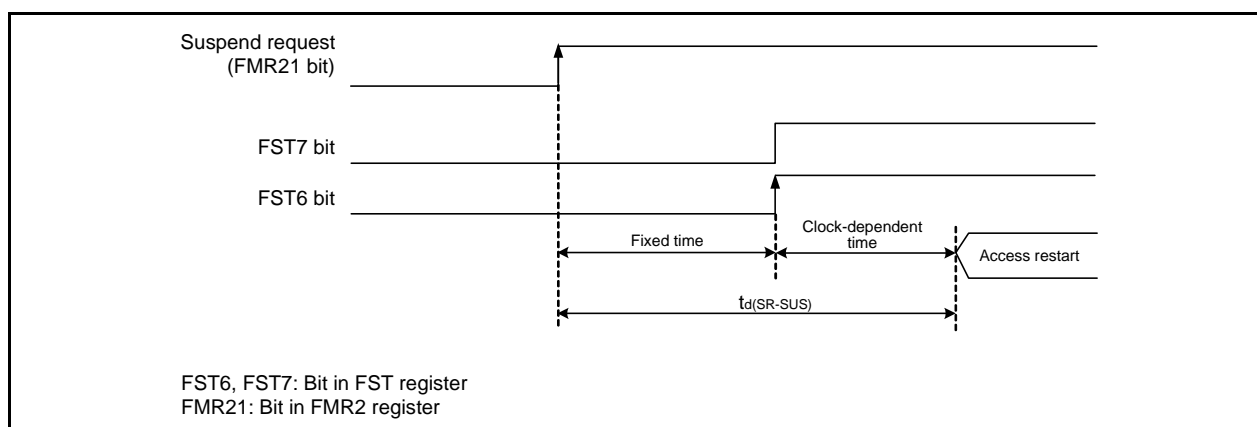 Suspend request
(FMR21 bit)
FST7 bit
FST6 bit
Fixed time
Clock-dependent
time
Access restart
td(SR-SUS)
FST6, FST7: Bit in FST register
FMR21: Bit in FMR2 register